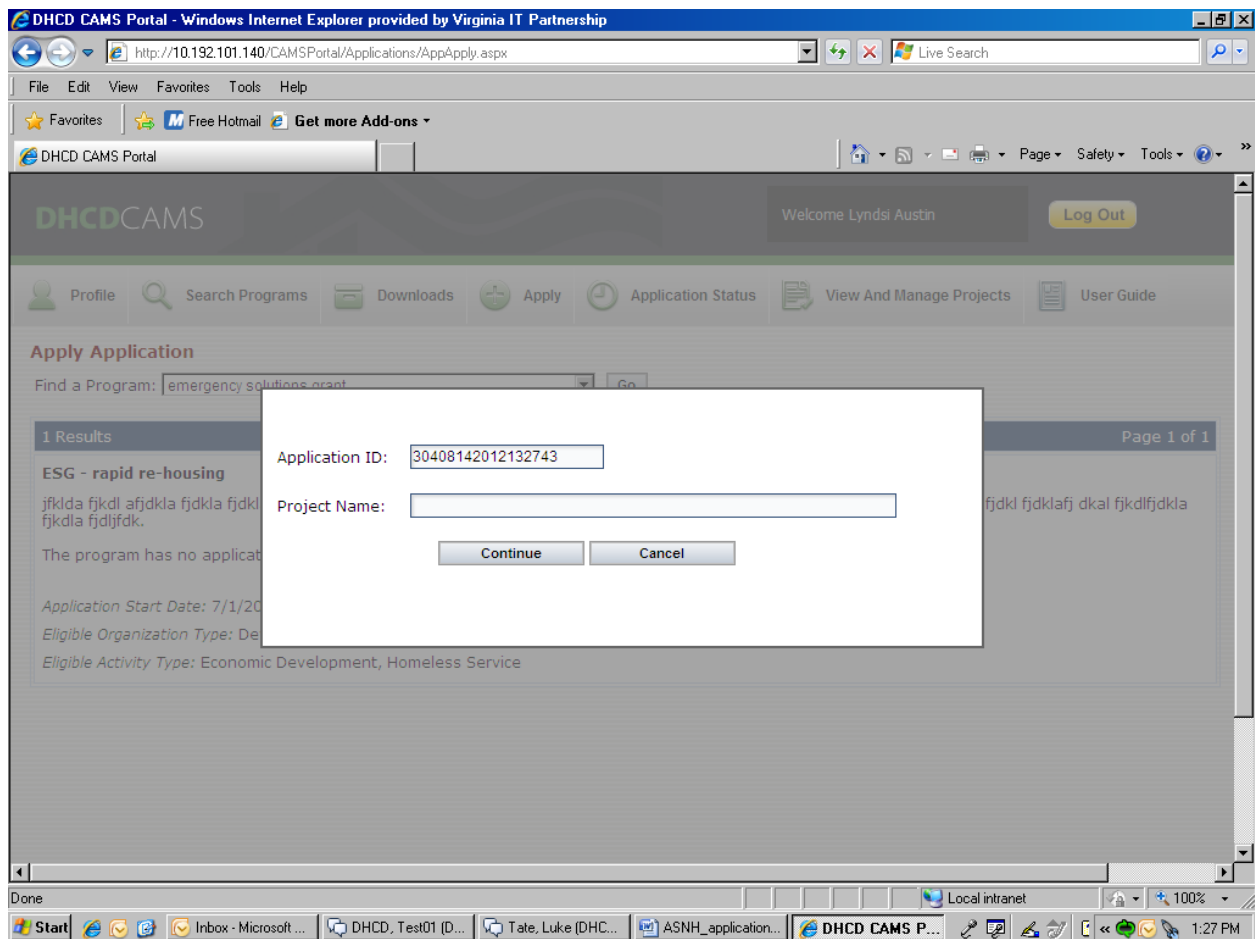 DHCD CAMS Portal - Windows Internet Explorer provided by Virginia IT Partnership
http://10.192.101.140/CAMSPortal/Applications/AppApply.aspx
Live Search
File Edit View Favorites Tools Help
Favorites Free Hotmail Get more Add-ons
DHCD CAMS Portal
Page Safety Tools
DHCDCAMS
Welcome Lyndsi Austin
Log Out
Profile Search Programs Downloads Apply Application Status View And Manage Projects User Guide
Apply Application
Find a Program: emergency solutions grant Go
1 Results Page 1 of 1
ESG - rapid re-housing
jfklda fjkdl afjdkla fjdkla fjdkl fjdkl fjdklafj dkal fjkdlfjdkla
fjkdla fjdljfdk.
The program has no applicat
Application Start Date: 7/1/20
Eligible Organization Type: De
Eligible Activity Type: Economic Development, Homeless Service
Application ID: 30408142012132743
Project Name:
Continue Cancel
Done Local intranet 100%
Start Inbox - Microsoft ... DHCD, Test01 (D... Tate, Luke (DHC... ASNH_application... DHCD CAMS P... 1:27 PM